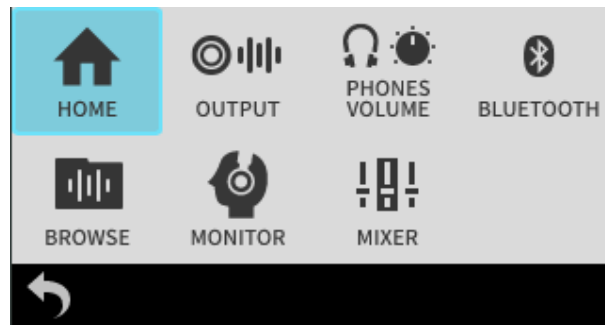 HOME
OUTPUT
PHONES
VOLUME
BLUETOOTH
BROWSE
MONITOR
MIXER